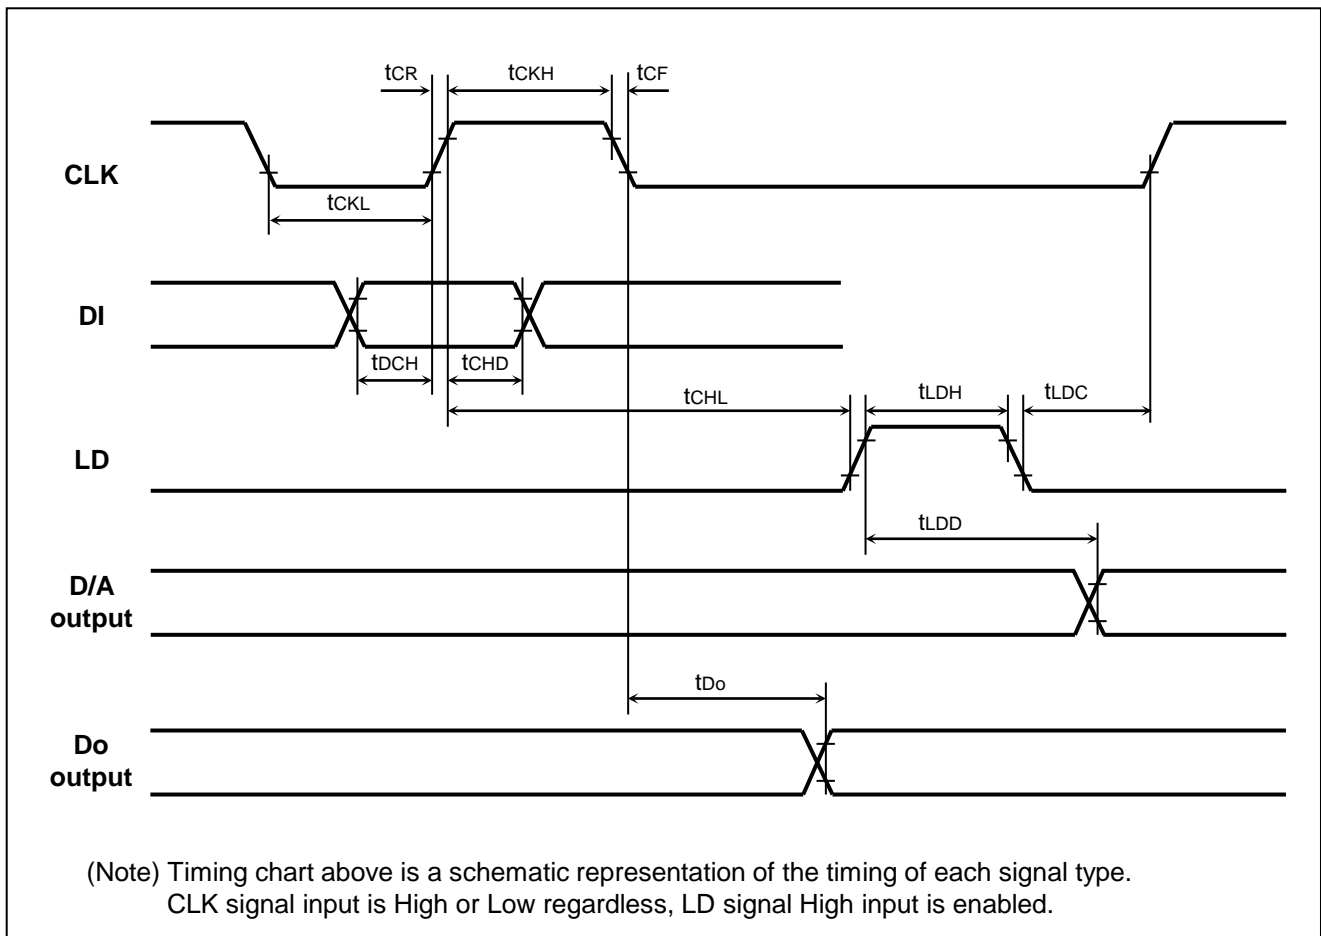 tCR tCKH tCF
CLK
tCKL
DI
tDCH tCHD
tCHL tLDH tLDC
LD
tLDD
D/A
output
tDo
Do
output
(Note) Timing chart above is a schematic representation of the timing of each signal type.
CLK signal input is High or Low regardless, LD signal High input is enabled.